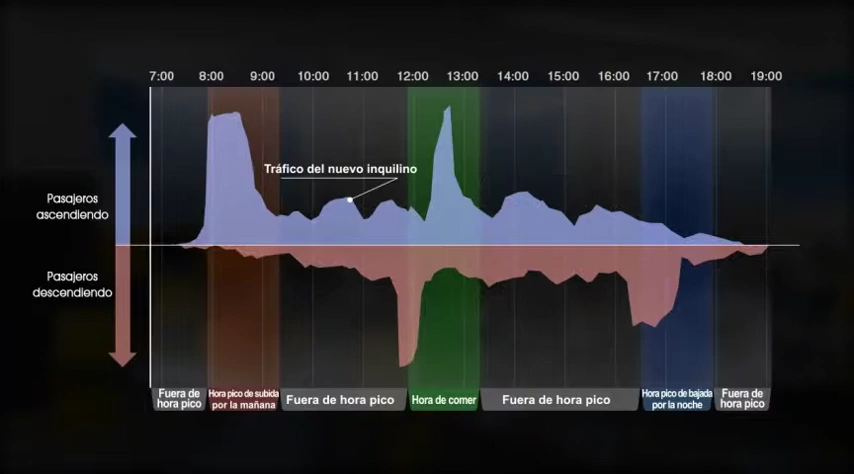 7:00 8:00 9:00 10:00 11:00 12:00 13:00 14:00 15:00 16:00 17:00 18:00 19:00
Tráfico del nuevo inquilino
Pasajeros
ascendiendo
Pasajeros
descendiendo
Fuera de
hora pico
Hora pico de subida
por la mañana
Fuera de hora pico
Hora de comer
Fuera de hora pico
Hora pico de bajada
por la noche
Fuera de
hora pico